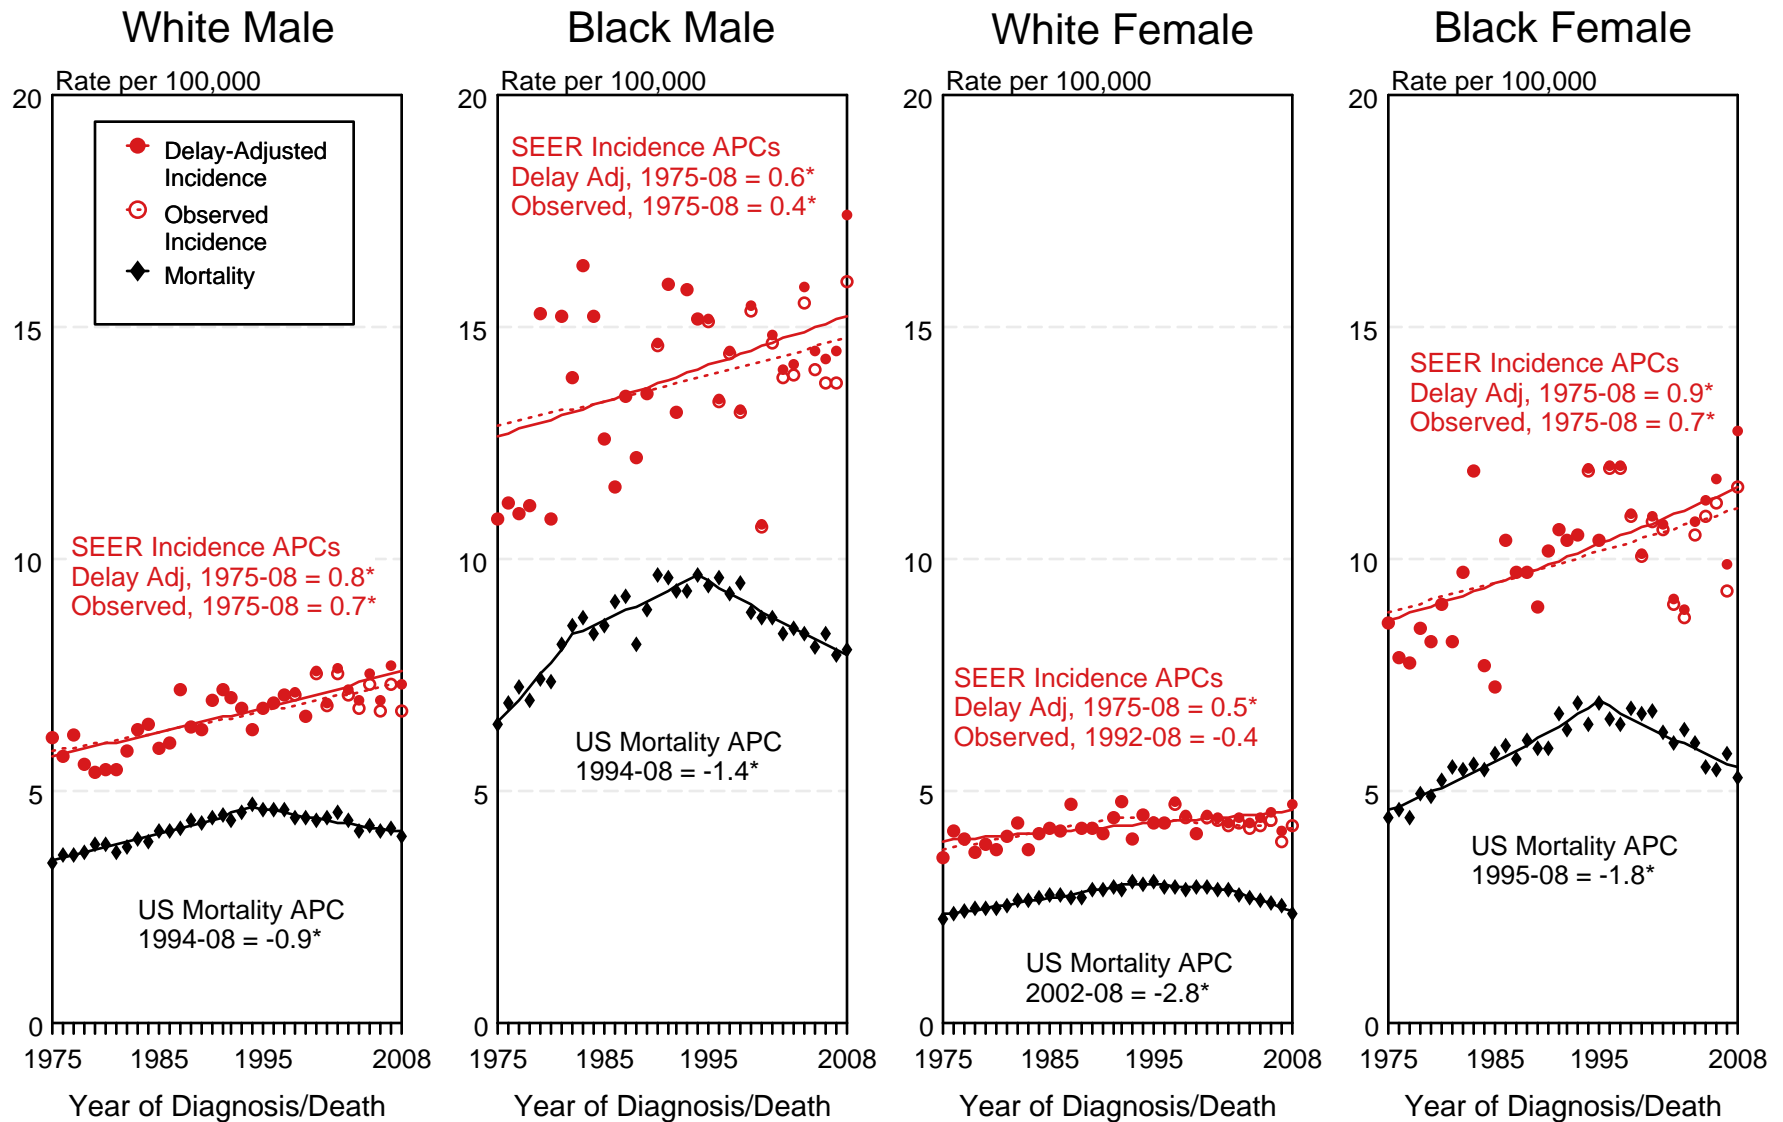 White Male
Rate per 100,000
20
15
10
5
0
Delay-Adjusted
Incidence
Observed
Incidence
Mortality
SEER Incidence APCs
Delay Adj, 1975-08 = 0.8*
Observed, 1975-08 = 0.7*
US Mortality APC
1994-08 = -0.9*
1975 1985 1995 2008
Year of Diagnosis/Death
Black Male
Rate per 100,000
20
15
10
5
0
SEER Incidence APCs
Delay Adj, 1975-08 = 0.6*
Observed, 1975-08 = 0.4*
US Mortality APC
1994-08 = -1.4*
1975 1985 1995 2008
Year of Diagnosis/Death
White Female
Rate per 100,000
20
15
10
5
0
SEER Incidence APCs
Delay Adj, 1975-08 = 0.5*
Observed, 1992-08 = -0.4
US Mortality APC
2002-08 = -2.8*
1975 1985 1995 2008
Year of Diagnosis/Death
Black Female
Rate per 100,000
20
15
10
5
0
SEER Incidence APCs
Delay Adj, 1975-08 = 0.9*
Observed, 1975-08 = 0.7*
US Mortality APC
1995-08 = -1.8*
1975 1985 1995 2008
Year of Diagnosis/Death